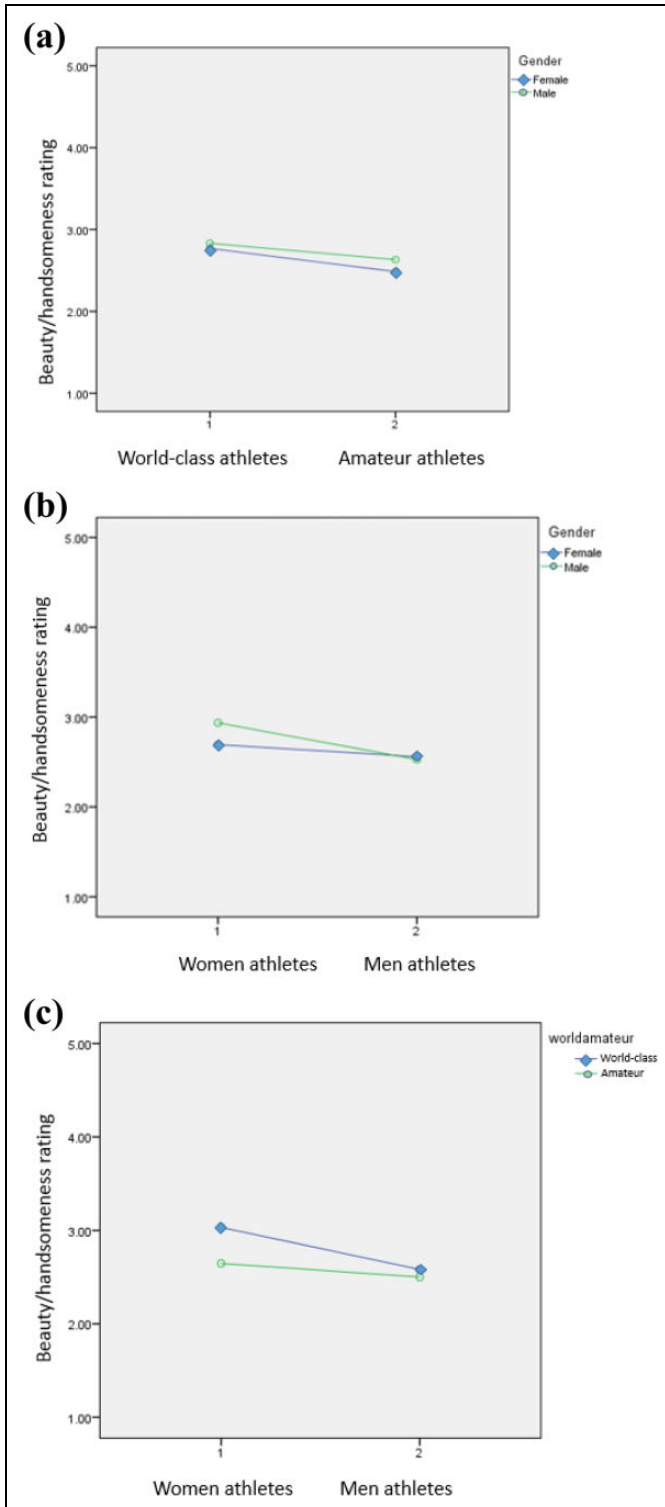 (a)
Gender
Female
Male
5.00
4.00
3.00
2.00
1.00
Beauty/handsomeness rating
1 2
World-class athletes Amateur athletes
(b)
Gender
Female
Male
5.00
4.00
3.00
2.00
1.00
Beauty/handsomeness rating
1 2
Women athletes Men athletes
(c)
worldamateur
World-class
Amateur
5.00
4.00
3.00
2.00
1.00
Beauty/handsomeness rating
1 2
Women athletes Men athletes